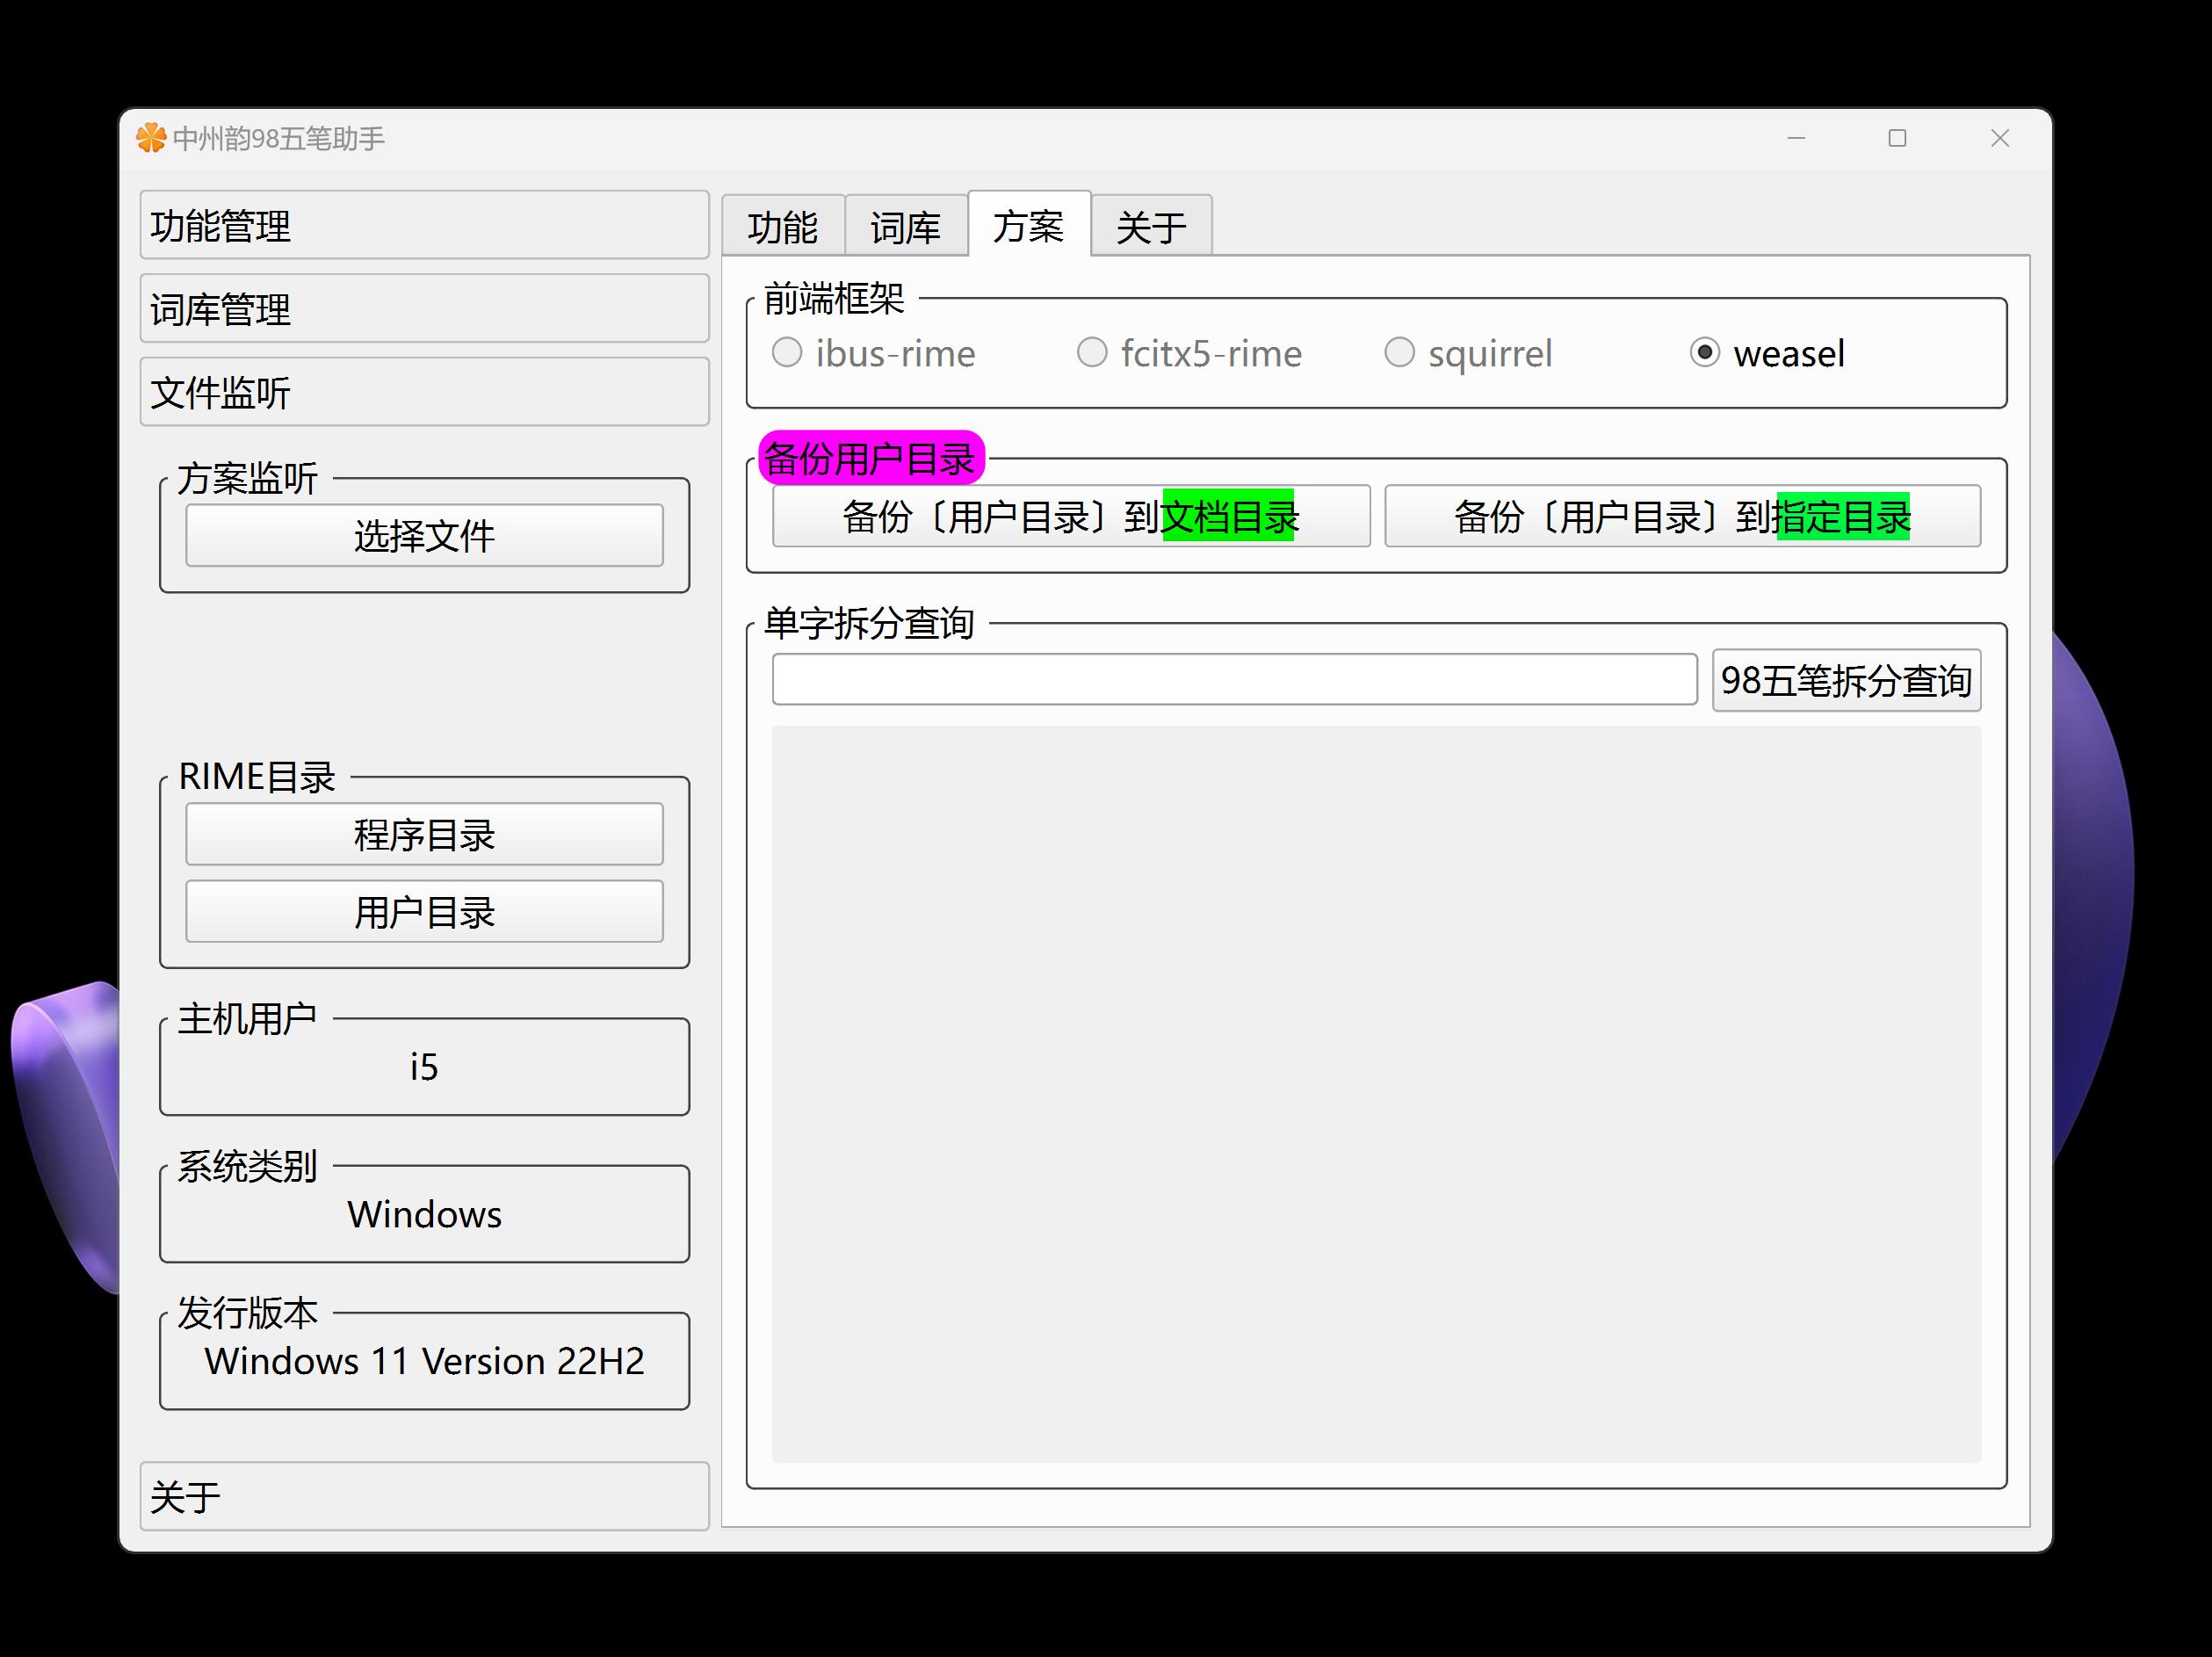 中州韵98五笔助手
功能管理
词库管理
文件监听
方案监听
选择文件
RIME目录
程序目录
用户目录
主机用户
i5
系统类别
Windows
发行版本
Windows 11 Version 22H2
关于
功能 词库 方案 关于
前端框架
ibus-rime fcitx5-rime squirrel weasel
备份用户目录
备份〔用户目录〕到文档目录 备份〔用户目录〕到指定目录
单字拆分查询
98五笔拆分查询